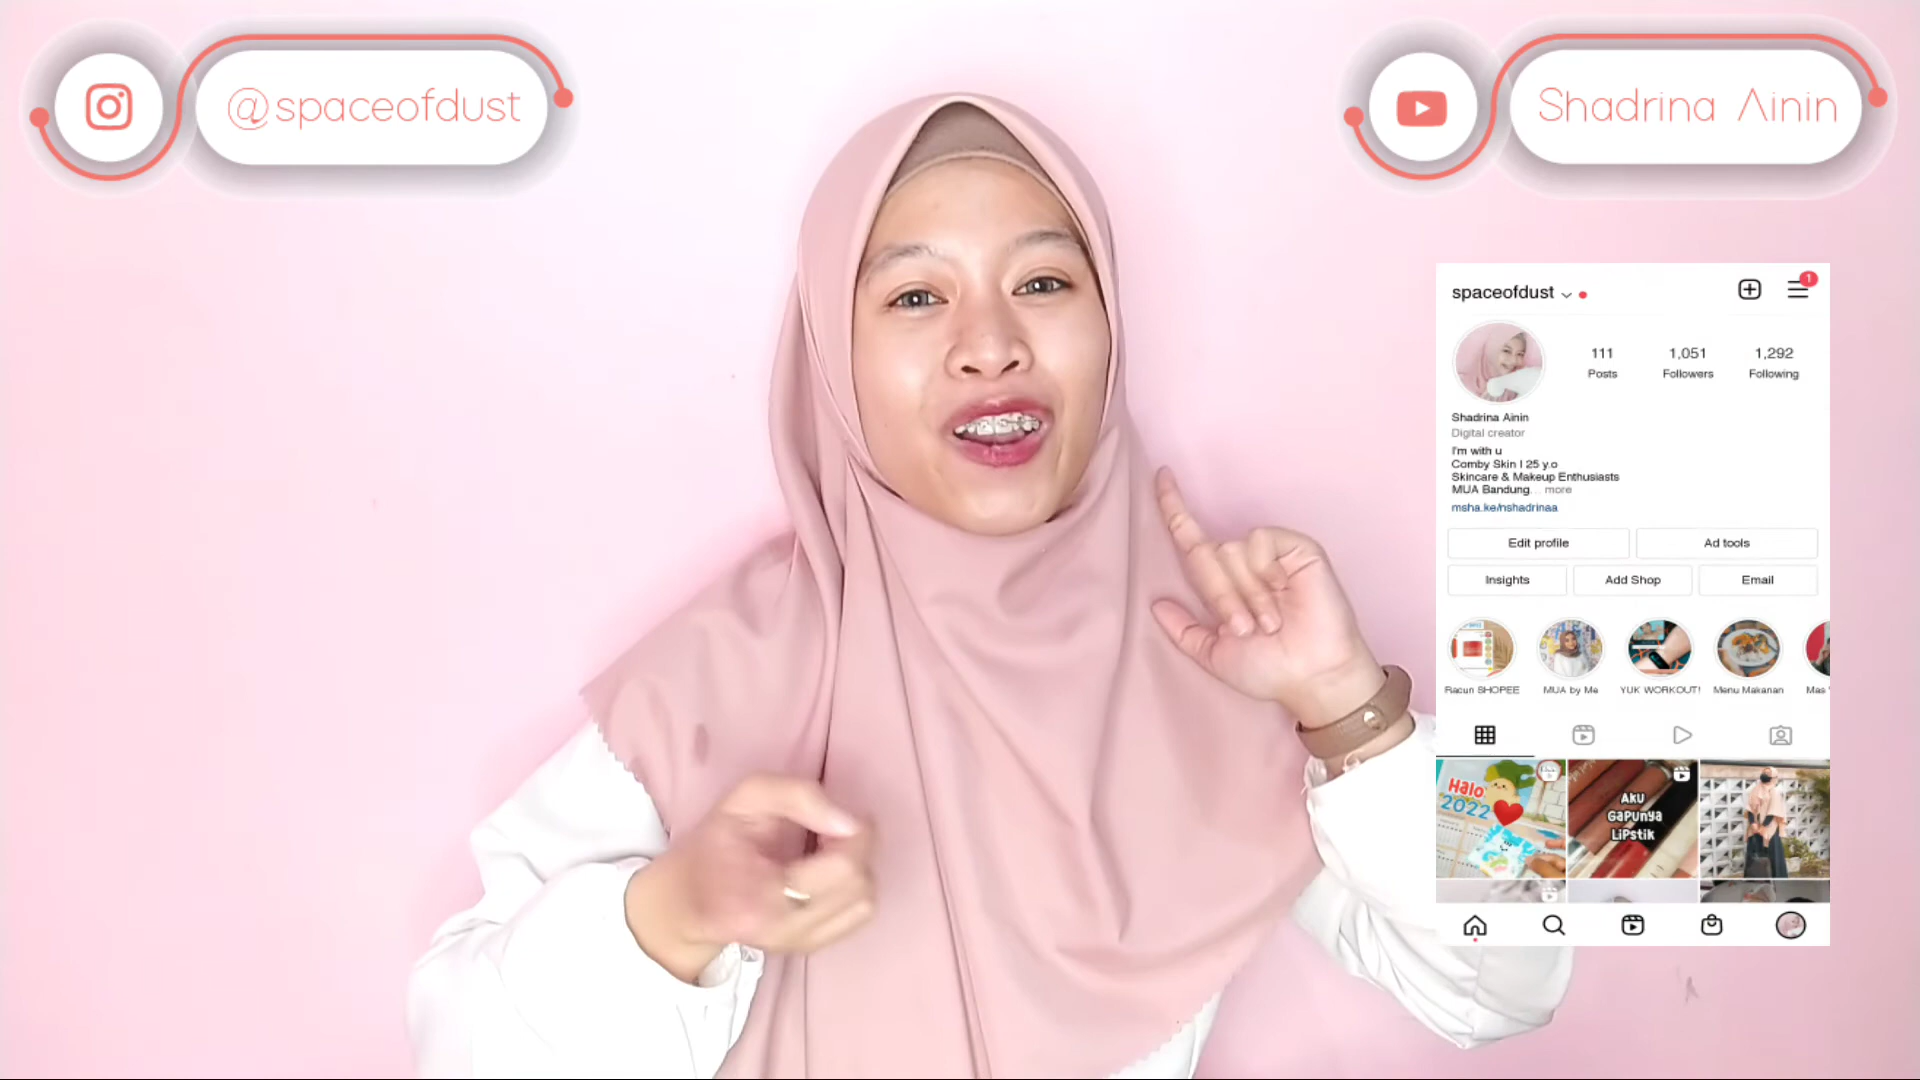 @spaceofdust
Shadrina Ainin
spaceofdust
1
111
1,051
1,292
Posts
Followers
Following
Shadrina Ainin
Digital creator
I'm with u
Comby Skin | 25 y.o
Skincare & Makeup Enthusiasts
MUA Bandung... more
msha.ke/nshadrinaa
Edit profile
Ad tools
Insights
Add Shop
Email
Racun SHOPEE
MUA by Me
YUK WORKOUT!
Menu Makanan
Mas
Halo
2022
AKU
GAPUNYA
LIPSTIK